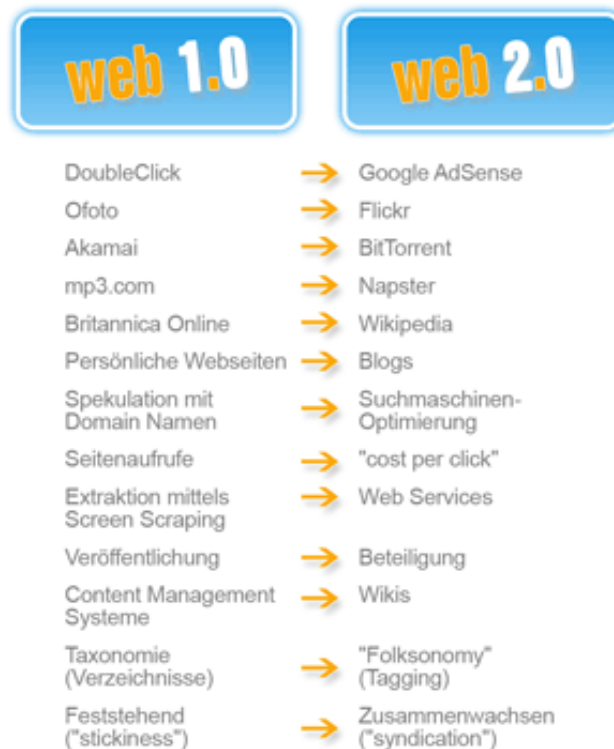 web 1.0
web 2.0
DoubleClick → Google AdSense
Ofoto → Flickr
Akamai → BitTorrent
mp3.com → Napster
Britannica Online → Wikipedia
Persönliche Webseiten → Blogs
Spekulation mit
Domain Namen → Suchmaschinen-
Optimierung
Seitenaufrufe → "cost per click"
Extraktion mittels
Screen Scraping → Web Services
Veröffentlichung → Beteiligung
Content Management
Systeme → Wikis
Taxonomie
(Verzeichnisse) → "Folksonomy"
(Tagging)
Feststehend
("stickiness") → Zusammenwachsen
("syndication")